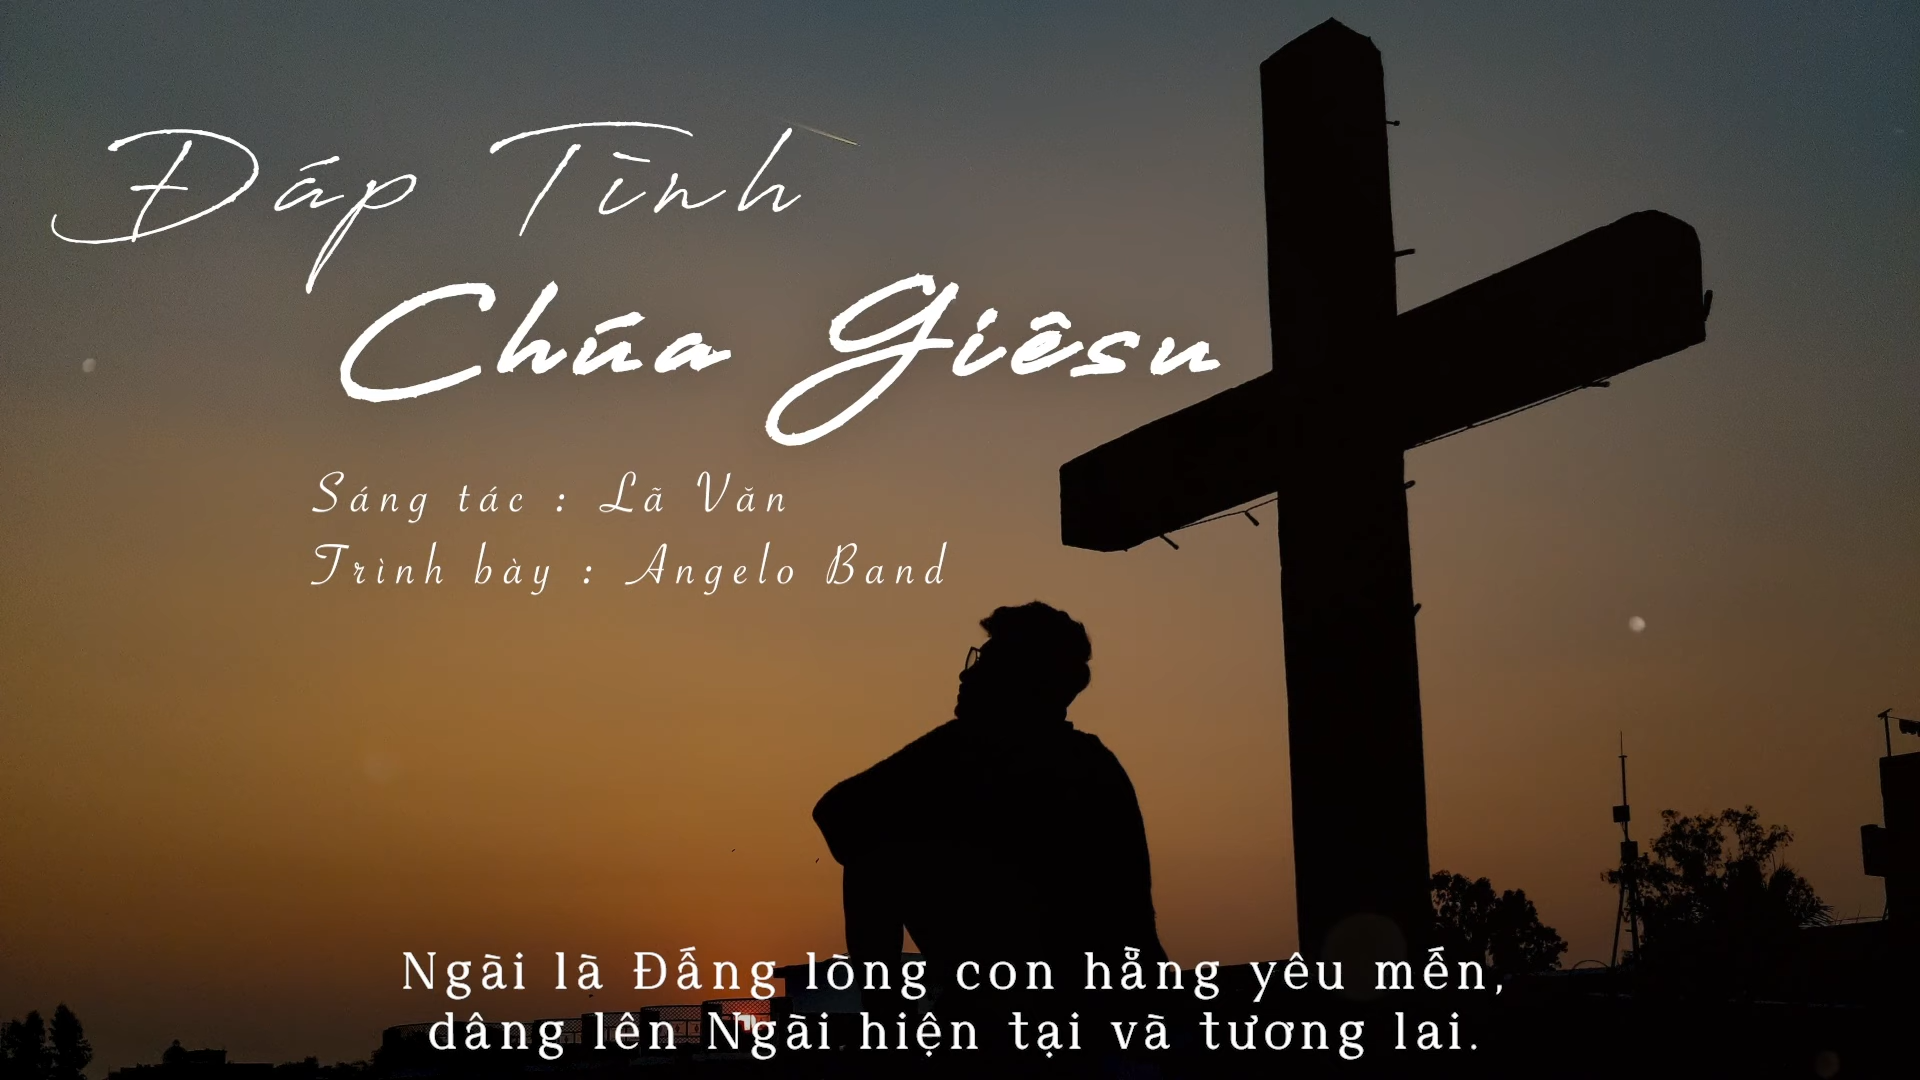 Đáp Tình
Chúa Giêsu
Sáng tác : Lã Văn
Trình bày : Angelo Band
Ngài là Đấng lòng con hằng yêu mến,
dâng lên Ngài hiện tại và tương lai.